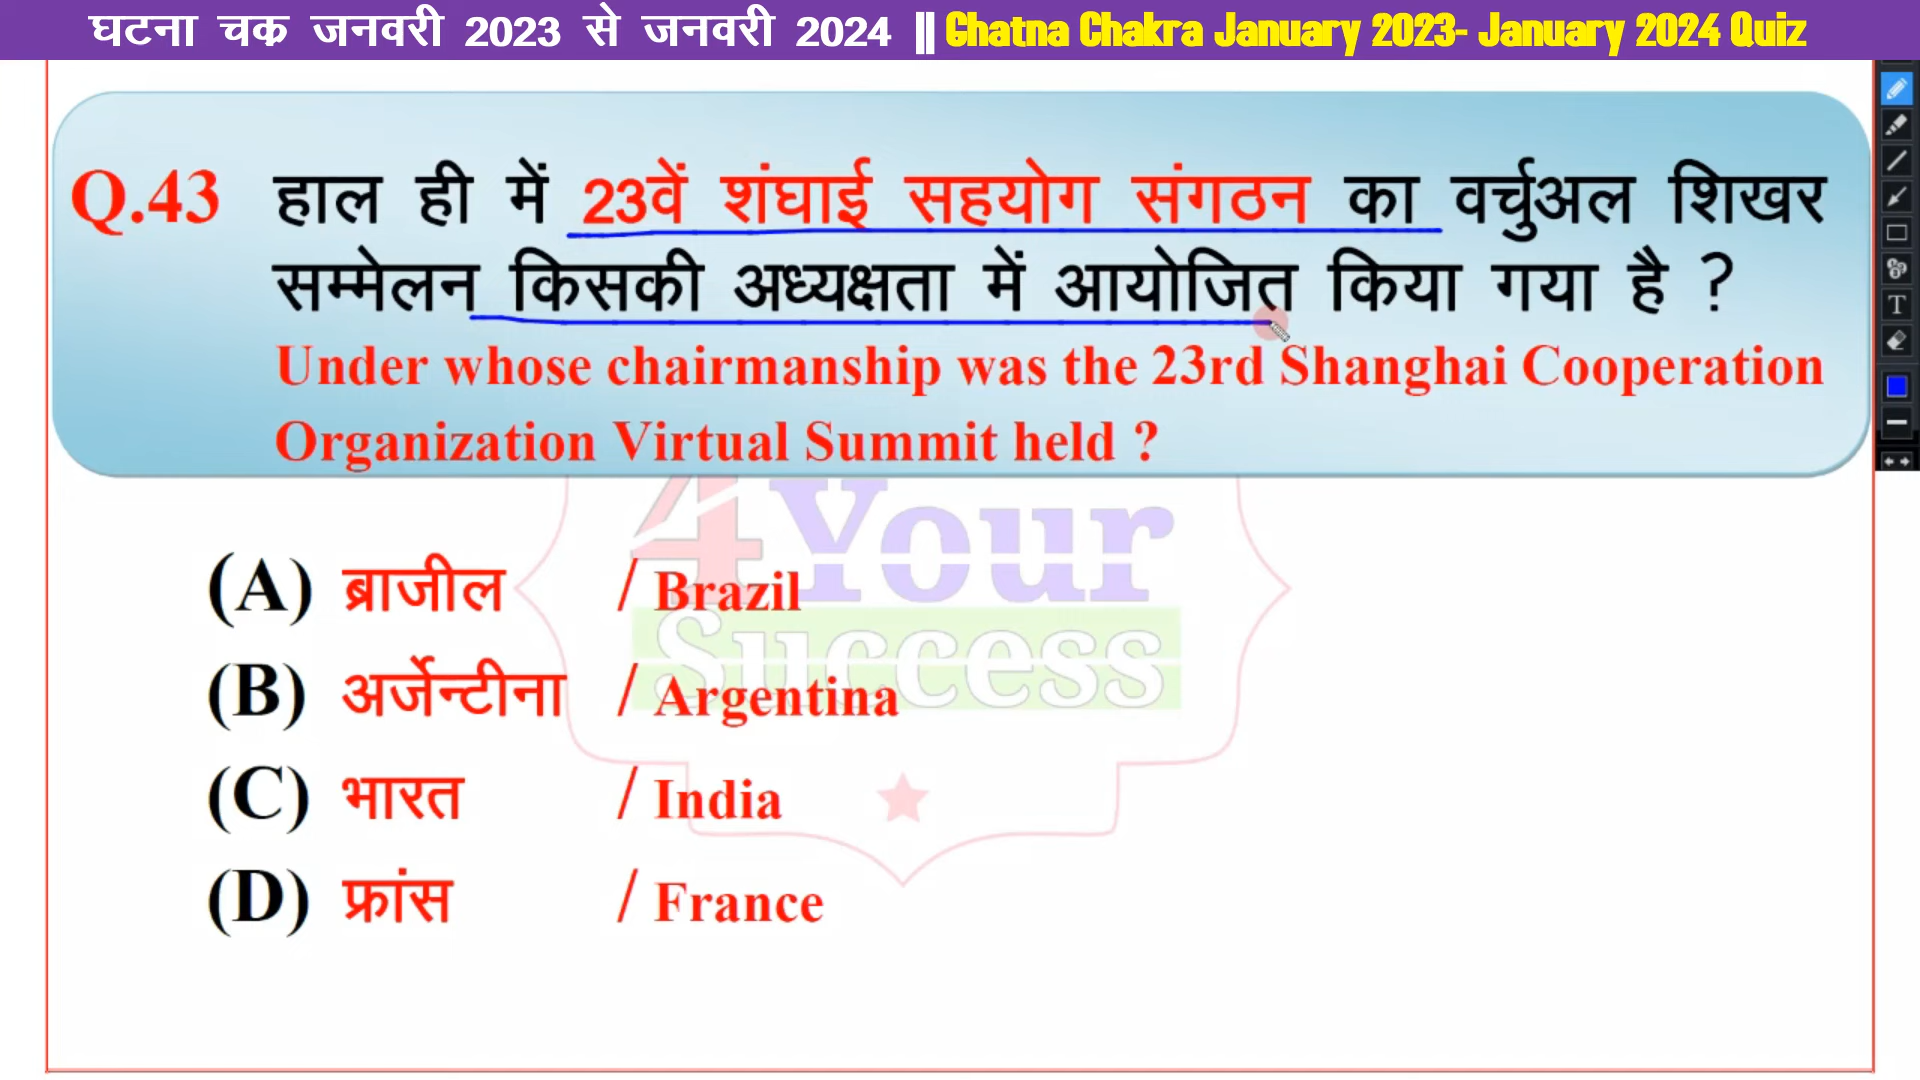 घटना चक्र जनवरी 2023 से जनवरी 2024 || Ghatna Chakra January 2023- January 2024 Quiz
Q.43 हाल ही में 23वें शंघाई सहयोग संगठन का वर्चुअल शिखर
सम्मेलन किसकी अध्यक्षता में आयोजित किया गया है ?
Under whose chairmanship was the 23rd Shanghai Cooperation
Organization Virtual Summit held ?
4Your
Success
(A) ब्राजील / Brazil
(B) अर्जेन्टीना / Argentina
(C) भारत / India
(D) फ्रांस / France
T